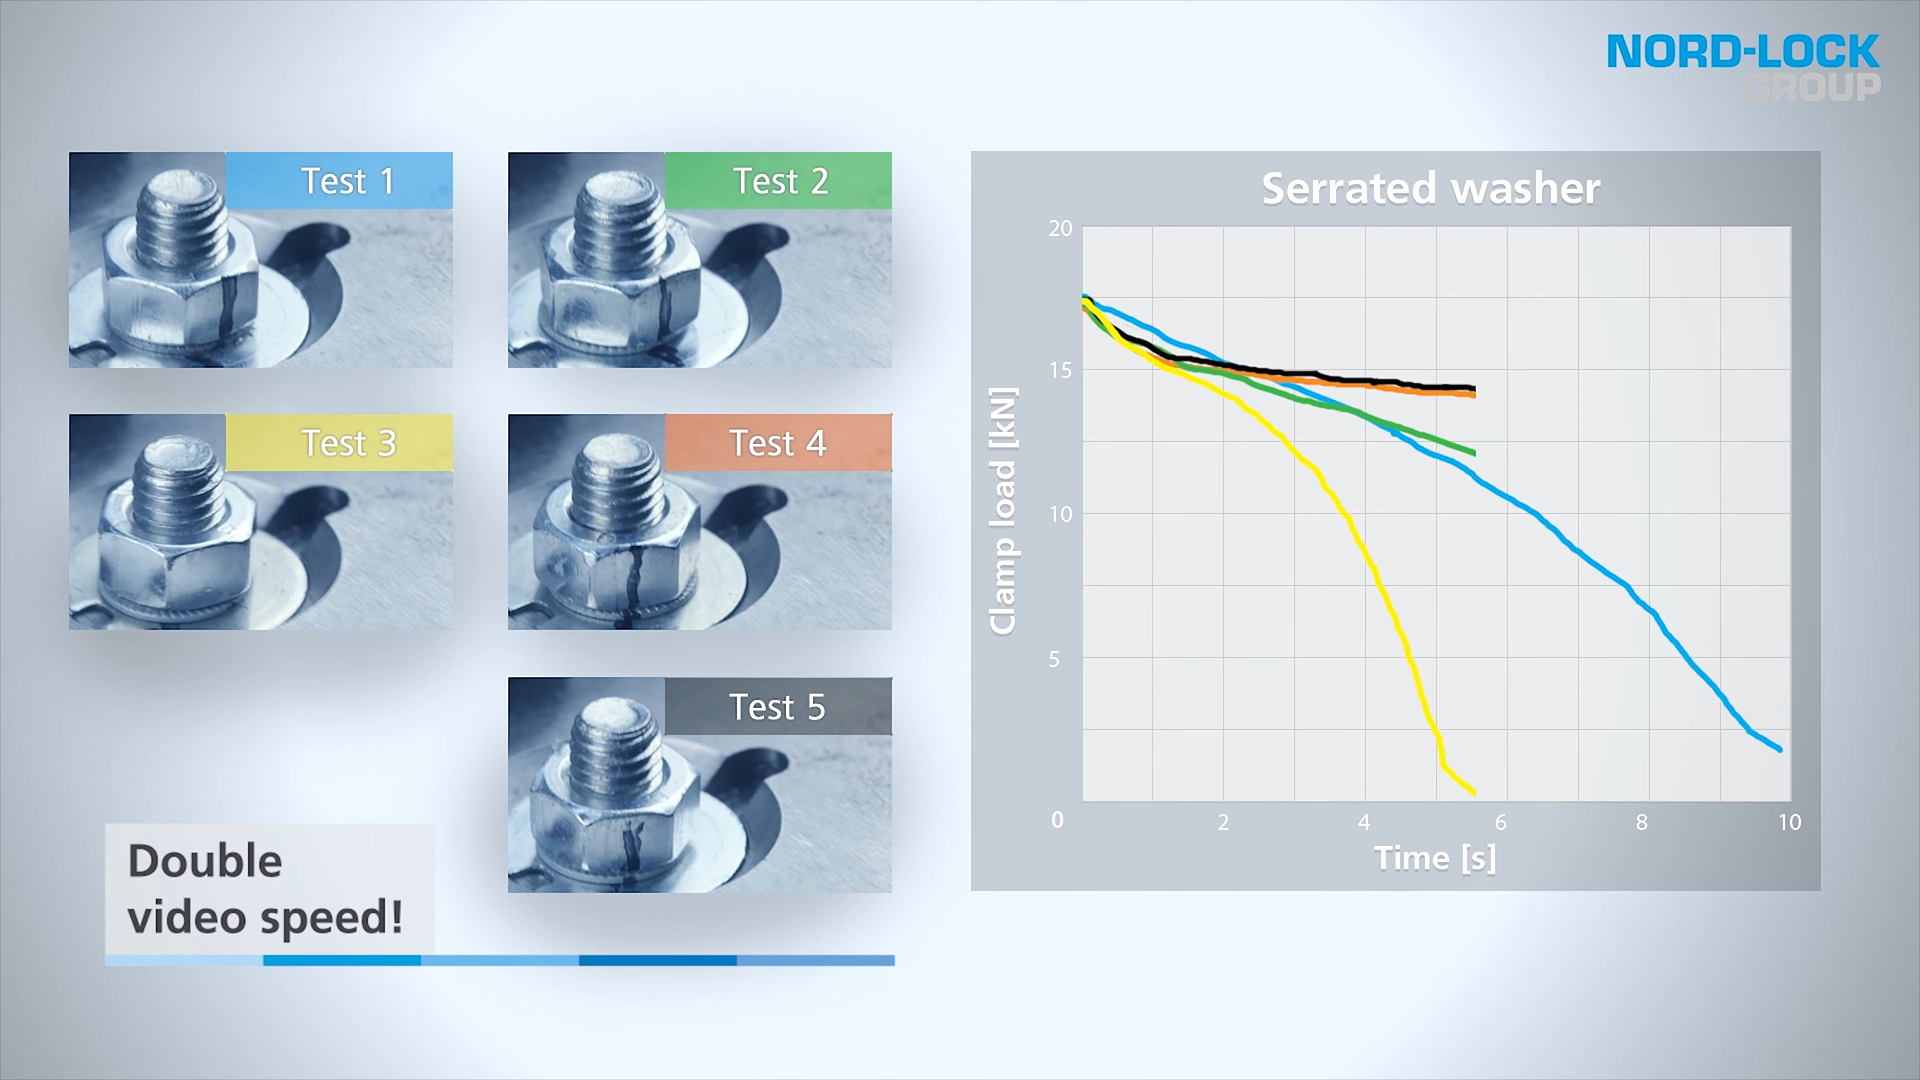 NORD-LOCK
GROUP
Test 1
Test 2
Test 3
Test 4
Test 5
Double
video speed!
Serrated washer
Clamp load [kN]
20
15
10
5
0
2
4
6
8
10
Time [s]